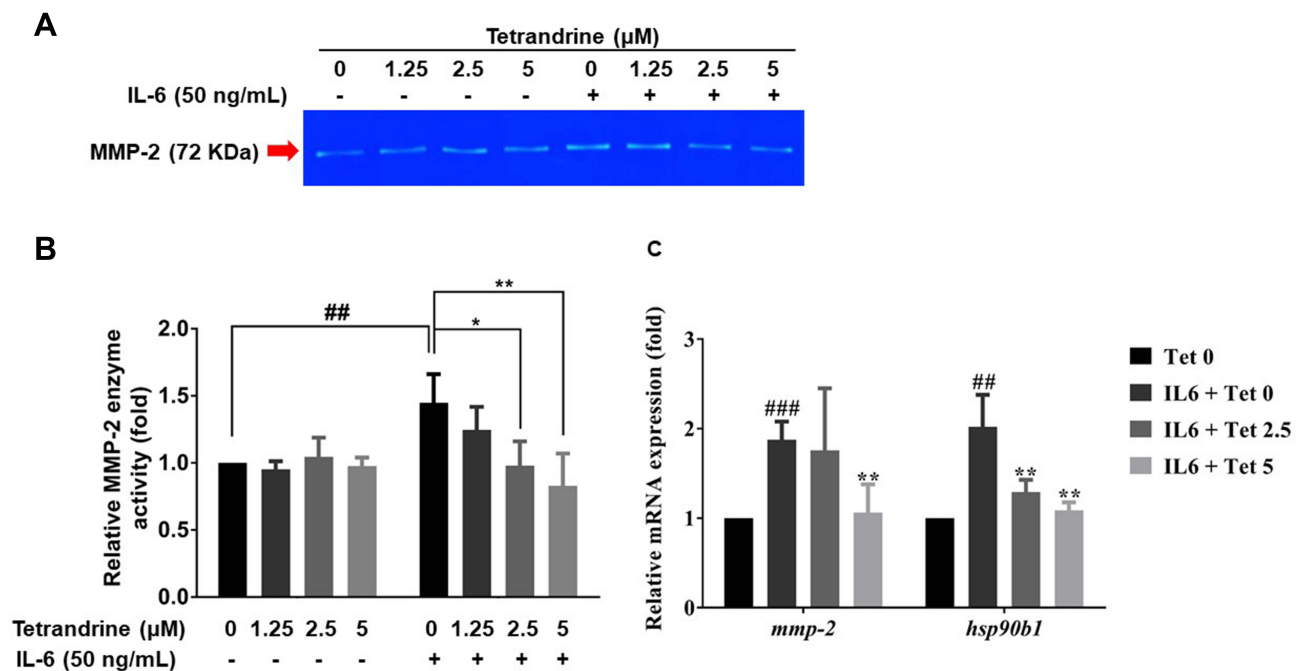 A
Tetrandrine (μM)
0 1.25 2.5 5 0 1.25 2.5 5
IL-6 (50 ng/mL) - - - - + + + +
MMP-2 (72 KDa)
B
Relative MMP-2 enzyme
activity (fold)
2.0
1.5
1.0
0.5
0.0
##
*
**
Tetrandrine (μM) 0 1.25 2.5 5 0 1.25 2.5 5
IL-6 (50 ng/mL) - - - - + + + +
C
Relative mRNA expression (fold)
3
2
1
0
###
**
##
**
**
mmp-2 hsp90b1
Tet 0
IL6 + Tet 0
IL6 + Tet 2.5
IL6 + Tet 5